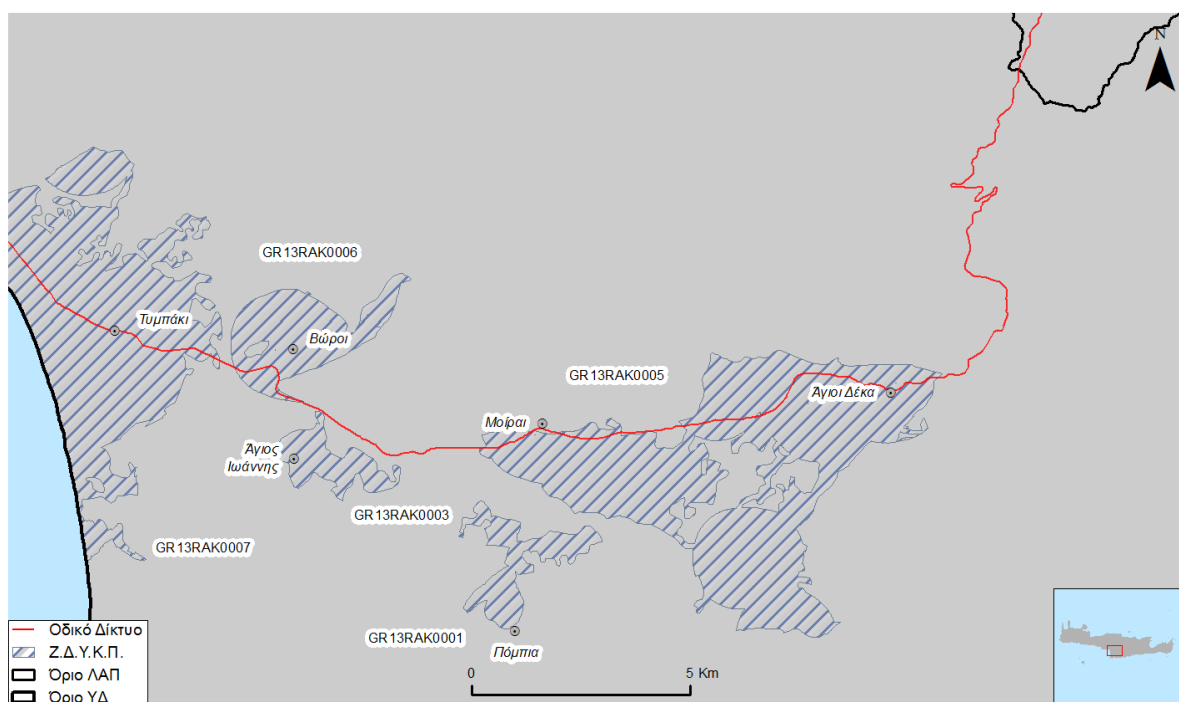 N
GR13RAK0006
Τυμπάκι
Βώροι
GR13RAK0005
Άγιοι Δέκα
Μοίραι
Άγιος
Ιωάννης
GR13RAK0003
GR13RAK0007
GR13RAK0001
Πόμπια
0 5 Km
Οδικό Δίκτυο
Ζ.Δ.Υ.Κ.Π.
Όριο ΛΑΠ
Όριο ΥΔ